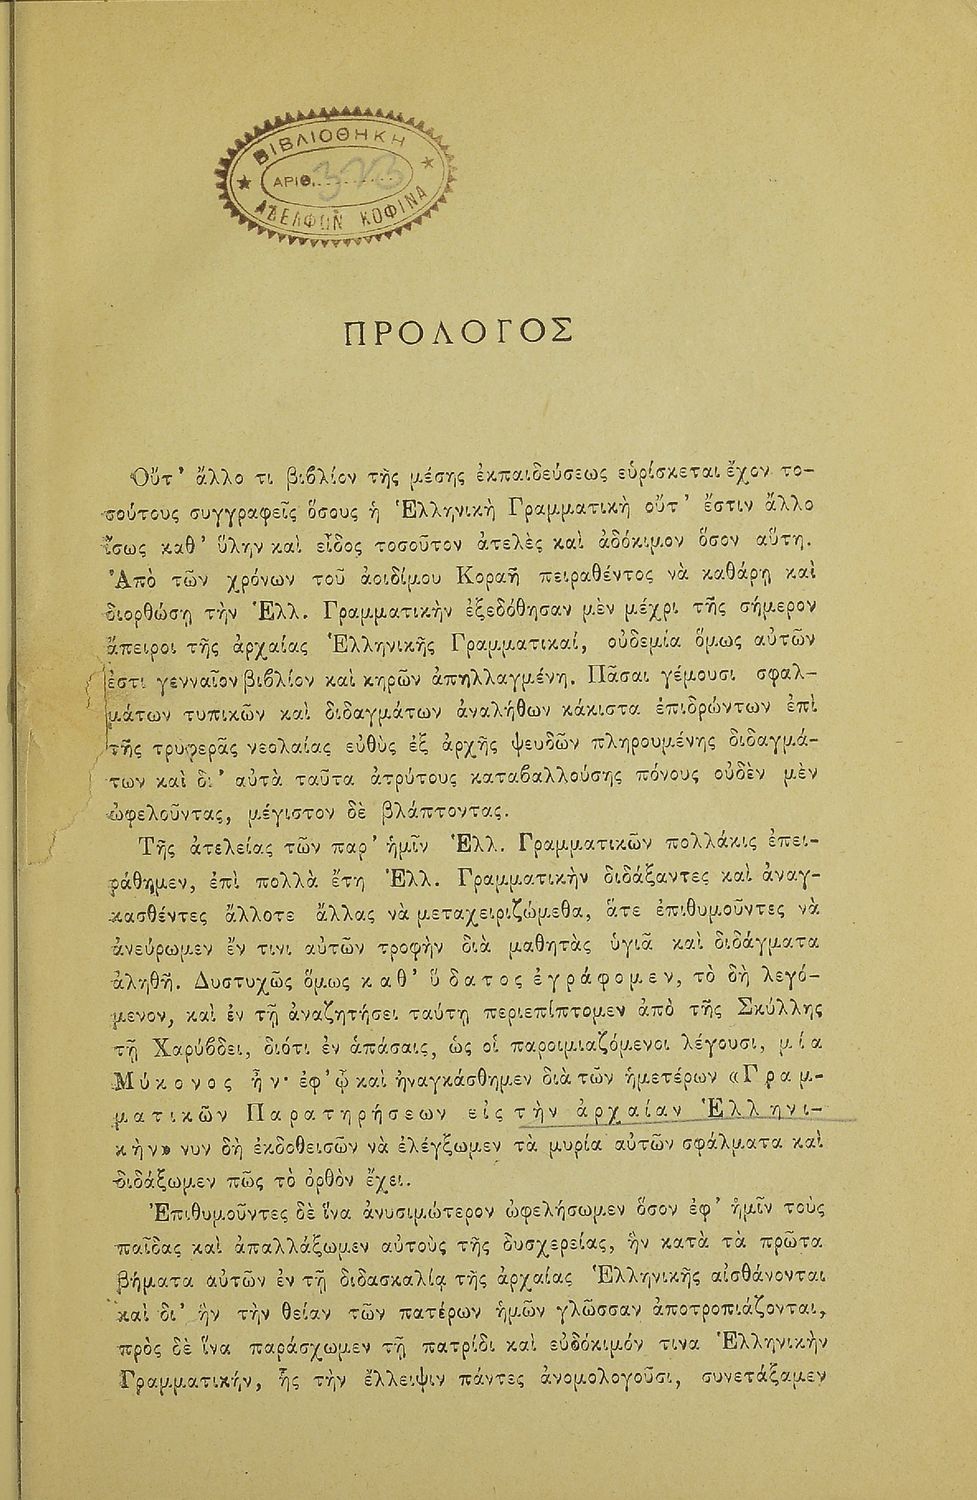 ΒΙΒΛΙΟΘΗΚΗ
ΑΡΙΘ. 323
ΑΔΕΛΦΩΝ ΚΟΦΙΝΑ
ΠΡΟΛΟΓΟΣ
Οὔτ' ἄλλο τι βιβλίον τῆς μέσης ἐκπαιδεύσεως εὑρίσκεται ἔχον το-
σούτους συγγραφεῖς ὅσους ἡ Ἑλληνικὴ Γραμματικὴ οὔτ' ἔστιν ἄλλο
ἴσως καθ' ὕλην καὶ εἶδος τοσοῦτον ἀτελὲς καὶ ἀδόκιμον ὅσον αὕτη.
Ἀπὸ τῶν χρόνων τοῦ ἀοιδίμου Κοραῆ πειραθέντος νὰ καθάρῃ καὶ
διορθώσῃ τὴν Ἑλλ. Γραμματικὴν ἐξεδόθησαν μὲν μέχρι τῆς σήμερον
ἄπειροι τῆς ἀρχαίας Ἑλληνικῆς Γραμματικαί, οὐδεμία ὅμως αὐτῶν
ἐστι γενναῖον βιβλίον καὶ κηρῶν ἀπηλλαγμένη. Πᾶσαι γέμουσι σφαλ-
μάτων τυπικῶν καὶ διδαγμάτων ἀναλήθων κάκιστα ἐπιδρώντων ἐπὶ
τῆς τρυφερᾶς νεολαίας εὐθὺς ἐξ ἀρχῆς ψευδῶν πληρουμένης διδαγμά-
των καὶ δι' αὐτὰ ταῦτα ἀτρύτους καταβαλλούσης πόνους οὐδὲν μὲν
ὠφελοῦντας, μέγιστον δὲ βλάπτοντας.
Τῆς ἀτελείας τῶν παρ' ἡμῖν Ἑλλ. Γραμματικῶν πολλάκις ἐπει-
ράθημεν, ἐπὶ πολλὰ ἔτη Ἑλλ. Γραμματικὴν διδάξαντες καὶ ἀναγ-
κασθέντες ἄλλοτε ἄλλας νὰ μεταχειριζώμεθα, ἅτε ἐπιθυμοῦντες νὰ
ἀνεύρωμεν ἔν τινι αὐτῶν τροφὴν διὰ μαθητὰς ὑγιᾶ καὶ διδάγματα
ἀληθῆ. Δυστυχῶς ὅμως καθ' ὕδατος ἐγράφομεν, τὸ δὴ λεγό-
μενον, καὶ ἐν τῇ ἀναζητήσει ταύτῃ περιεπίπτομεν ἀπὸ τῆς Σκύλλης
τῇ Χαρύβδει, διότι ἐν ἁπάσαις, ὡς οἱ παροιμιαζόμενοι λέγουσι, μία
Μύκονος ἦν· ἐφ' ᾧ καὶ ἠναγκάσθημεν διὰ τῶν ἡμετέρων «Γραμ-
ματικῶν Παρατηρήσεων εἰς τὴν ἀρχαίαν Ἑλληνι-
κὴν» νυν δὴ ἐκδοθεισῶν νὰ ἐλέγξωμεν τὰ μυρία αὐτῶν σφάλματα καὶ
διδάξωμεν πῶς τὸ ὀρθὸν ἔχει.
Ἐπιθυμοῦντες δὲ ἵνα ἀνυσιμώτερον ὠφελήσωμεν ὅσον ἐφ' ἡμῖν τοὺς
παῖδας καὶ ἀπαλλάξωμεν αὐτοὺς τῆς δυσχερείας, ἣν κατὰ τὰ πρῶτα
βήματα αὐτῶν ἐν τῇ διδασκαλίᾳ τῆς ἀρχαίας Ἑλληνικῆς αἰσθάνονται
καὶ δι' ἣν τὴν θείαν τῶν πατέρων ἡμῶν γλῶσσαν ἀποτροπιάζονται,
πρὸς δὲ ἵνα παράσχωμεν τῇ πατρίδι καὶ εὐδόκιμόν τινα Ἑλληνικὴν
Γραμματικήν, ἧς τὴν ἔλλειψιν πάντες ἀνομολογοῦσι, συνετάξαμεν